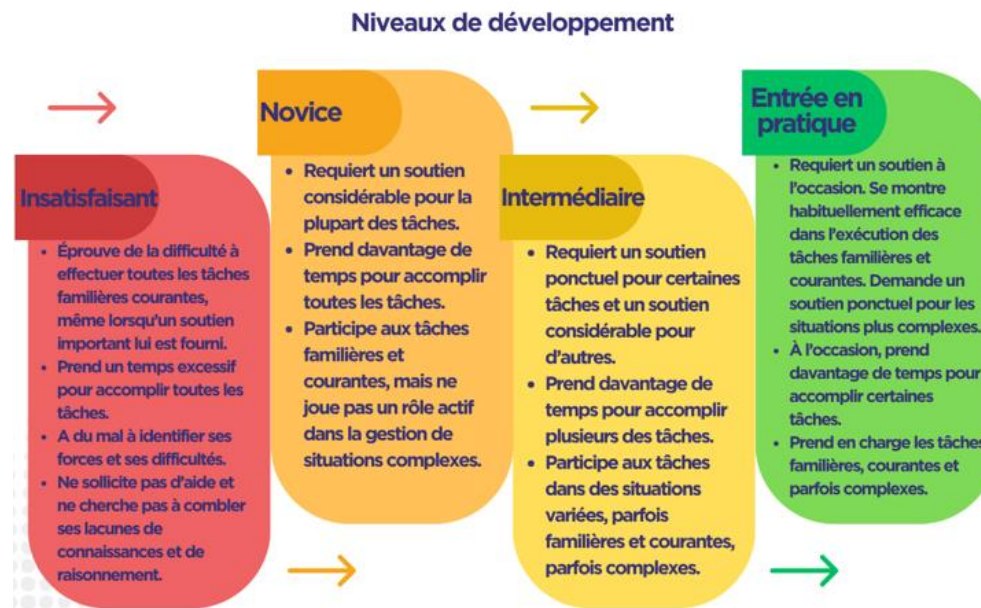 Niveaux de développement
Insatisfaisant
• Éprouve de la difficulté à
effectuer toutes les tâches
familières courantes,
même lorsqu'un soutien
important lui est fourni.
• Prend un temps excessif
pour accomplir toutes les
tâches.
• A du mal à identifier ses
forces et ses difficultés.
• Ne sollicite pas d'aide et
ne cherche pas à combler
ses lacunes de
connaissances et de
raisonnement.
Novice
• Requiert un soutien
considérable pour la
plupart des tâches.
• Prend davantage de
temps pour accomplir
toutes les tâches.
• Participe aux tâches
familières et
courantes, mais ne
joue pas un rôle actif
dans la gestion de
situations complexes.
Intermédiaire
• Requiert un soutien
ponctuel pour certaines
tâches et un soutien
considérable pour
d'autres.
• Prend davantage de
temps pour accomplir
plusieurs des tâches.
• Participe aux tâches
dans des situations
variées, parfois
familières et courantes,
parfois complexes.
Entrée en
pratique
• Requiert un soutien à
l'occasion. Se montre
habituellement efficace
dans l'exécution des
tâches familières et
courantes. Demande un
soutien ponctuel pour les
situations plus complexes.
• À l'occasion, prend
davantage de temps pour
accomplir certaines
tâches.
• Prend en charge les tâches
familières, courantes et
parfois complexes.